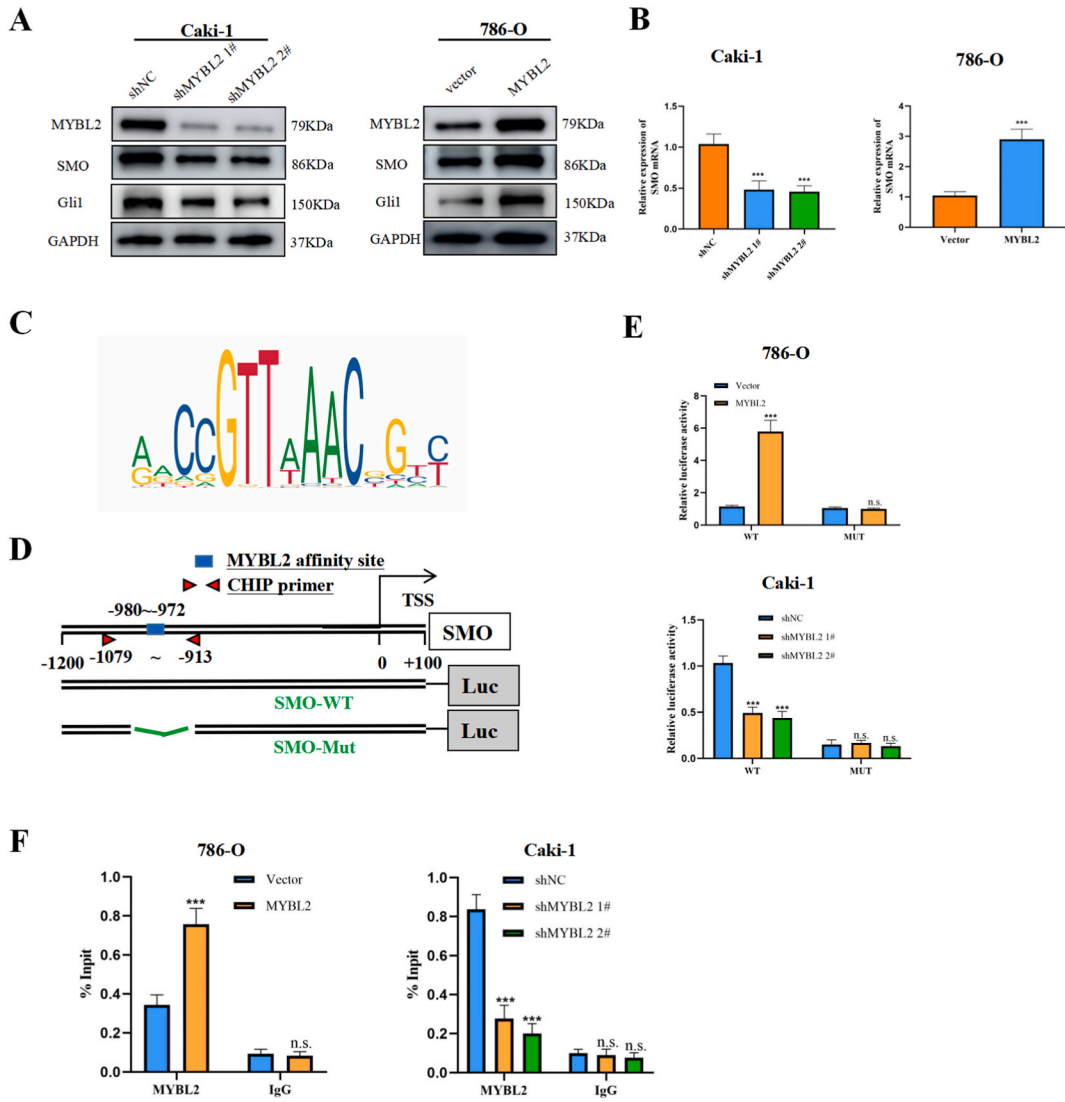 A
Caki-1
shNC
shMYBL2 1#
shMYBL2 2#
MYBL2
79KDa
SMO
86KDa
Gli1
150KDa
GAPDH
37KDa
786-O
vector
MYBL2
MYBL2
79KDa
SMO
86KDa
Gli1
150KDa
GAPDH
37KDa
B
Caki-1
Relative expression of
SMO mRNA
1.5
1.0
0.5
0.0
***
***
shNC
shMYBL2 1#
shMYBL2 2#
786-O
Relative expression of
SMO mRNA
4
3
2
1
0
***
Vector
MYBL2
C
D
MYBL2 affinity site
CHIP primer
-980~-972
TSS
SMO
-1200
-1079
~
-913
0
+100
Luc
SMO-WT
Luc
SMO-Mut
E
786-O
Vector
MYBL2
Relative luciferase activity
8
6
4
2
0
***
n.s.
WT
MUT
Caki-1
shNC
shMYBL2 1#
shMYBL2 2#
Relative luciferase activity
1.5
1.0
0.5
0.0
***
***
n.s.
n.s.
WT
MUT
F
786-O
Vector
MYBL2
% Inpit
1.0
0.8
0.6
0.4
0.2
0.0
***
n.s.
MYBL2
IgG
Caki-1
shNC
shMYBL2 1#
shMYBL2 2#
% Inpit
1.0
0.8
0.6
0.4
0.2
0.0
***
***
n.s.
n.s.
MYBL2
IgG